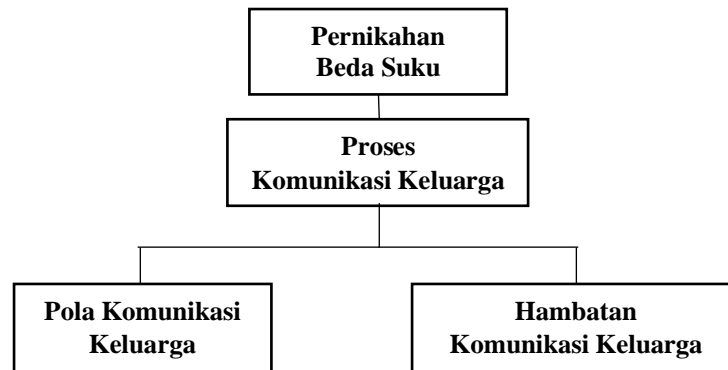 Pernikahan
Beda Suku
Proses
Komunikasi Keluarga
Pola Komunikasi
Keluarga
Hambatan
Komunikasi Keluarga